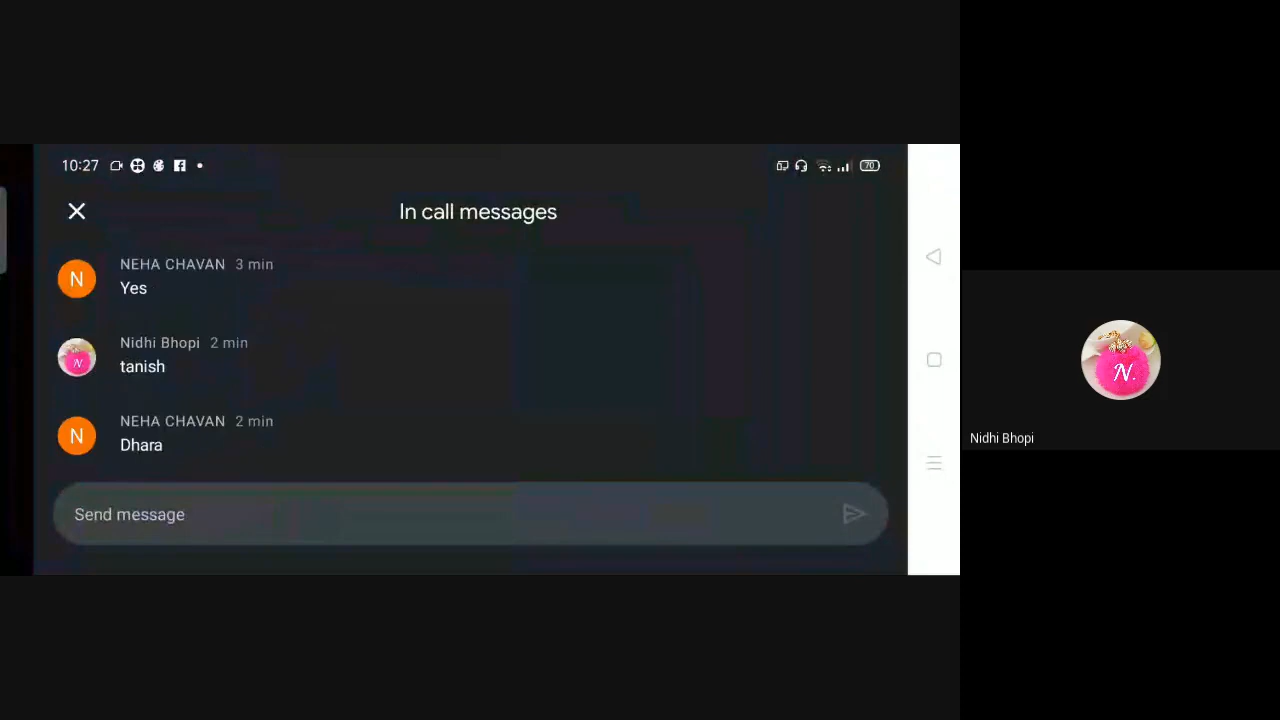 10:27
70
In call messages
N
NEHA CHAVAN 3 min
Yes
N.
Nidhi Bhopi 2 min
tanish
N
NEHA CHAVAN 2 min
Dhara
Send message
N.
Nidhi Bhopi